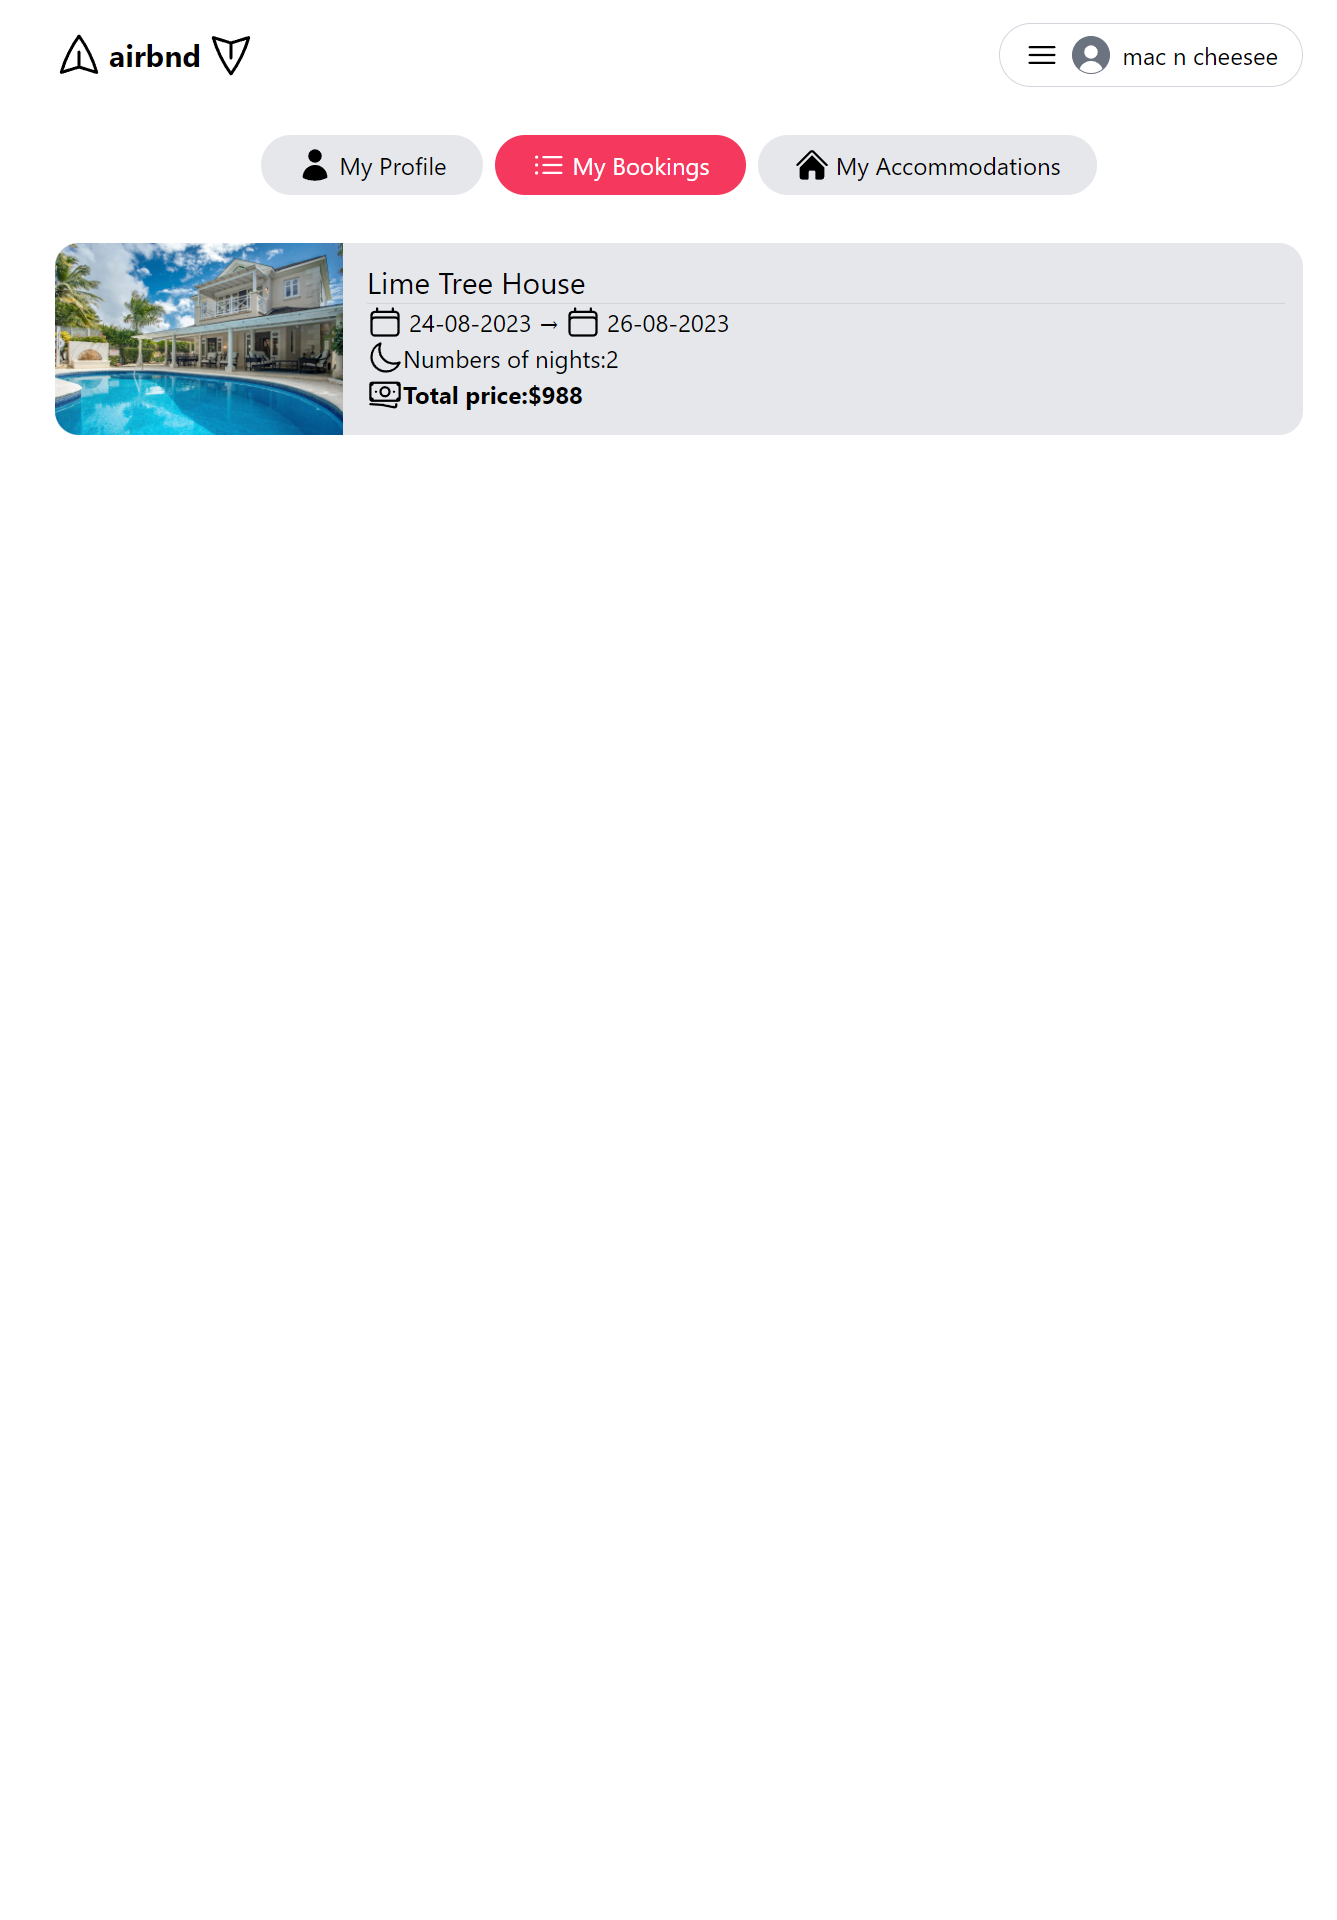 airbnd
mac n cheesee
My Profile
My Bookings
My Accommodations
Lime Tree House
24-08-2023 → 26-08-2023
Numbers of nights:2
Total price:$988